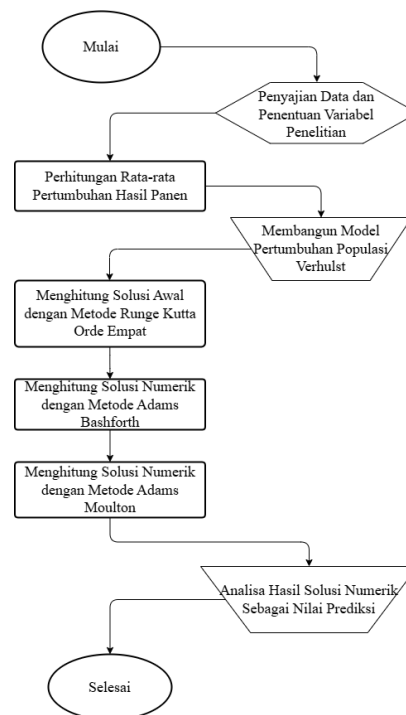 Mulai
Penyajian Data dan
Penentuan Variabel
Penelitian
Perhitungan Rata-rata
Pertumbuhan Hasil Panen
Membangun Model
Pertumbuhan Populasi
Verhulst
Menghitung Solusi Awal
dengan Metode Runge Kutta
Orde Empat
Menghitung Solusi Numerik
dengan Metode Adams
Bashforth
Menghitung Solusi Numerik
dengan Metode Adams
Moulton
Analisa Hasil Solusi Numerik
Sebagai Nilai Prediksi
Selesai